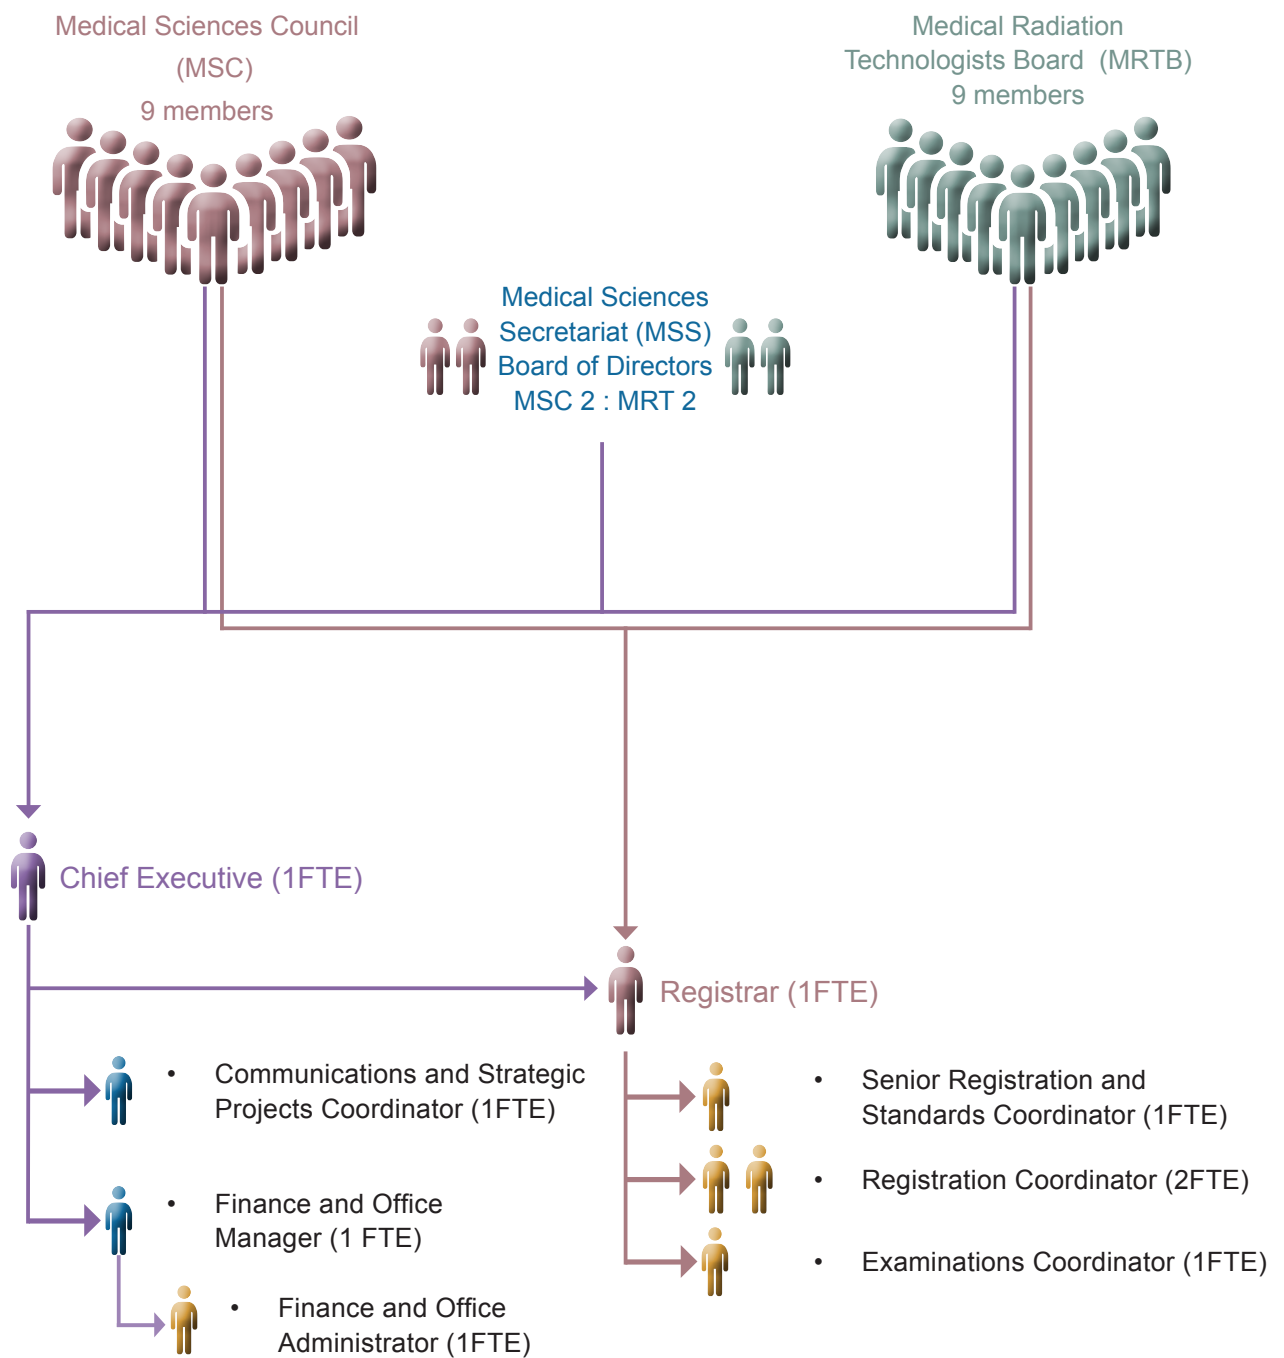 Medical Sciences Council
(MSC)
9 members
Medical Radiation
Technologists Board (MRTB)
9 members
Medical Sciences
Secretariat (MSS)
Board of Directors
MSC 2 : MRT 2
Chief Executive (1FTE)
Registrar (1FTE)
• Communications and Strategic
Projects Coordinator (1FTE)
• Finance and Office
Manager (1 FTE)
• Finance and Office
Administrator (1FTE)
• Senior Registration and
Standards Coordinator (1FTE)
• Registration Coordinator (2FTE)
• Examinations Coordinator (1FTE)